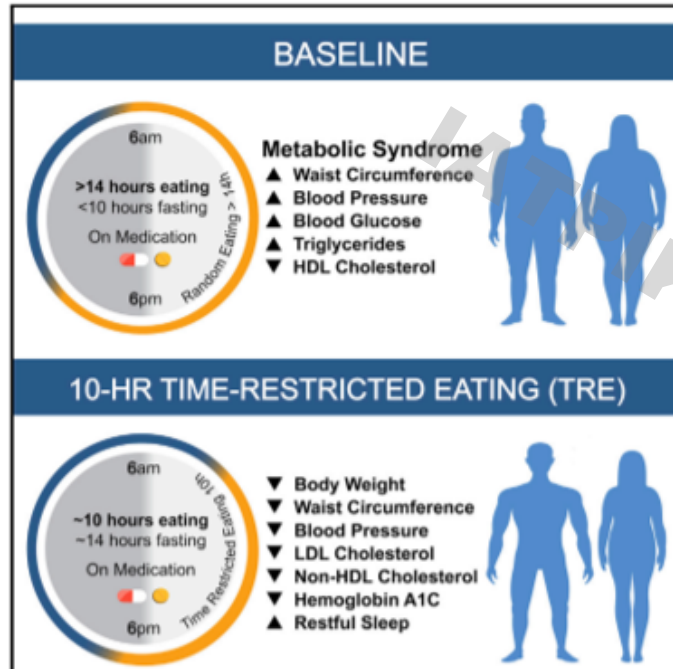 BASELINE
6am
>14 hours eating
<10 hours fasting
On Medication
6pm
Random Eating > 14h
Metabolic Syndrome
▲ Waist Circumference
▲ Blood Pressure
▲ Blood Glucose
▲ Triglycerides
▼ HDL Cholesterol
10-HR TIME-RESTRICTED EATING (TRE)
6am
~10 hours eating
~14 hours fasting
On Medication
6pm
Time Restricted Eating 10h
▼ Body Weight
▼ Waist Circumference
▼ Blood Pressure
▼ LDL Cholesterol
▼ Non-HDL Cholesterol
▼ Hemoglobin A1C
▲ Restful Sleep